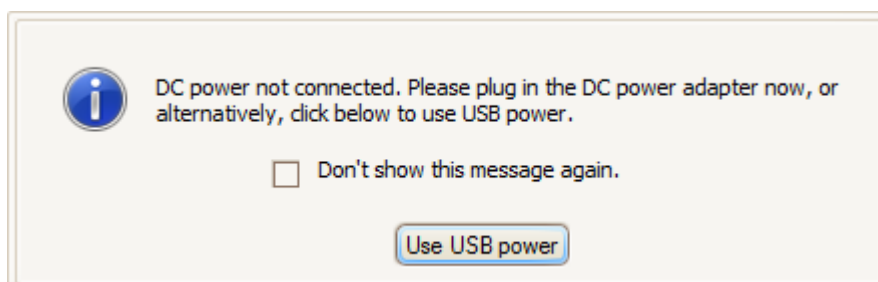 DC power not connected. Please plug in the DC power adapter now, or
alternatively, click below to use USB power.
Don't show this message again.
Use USB power